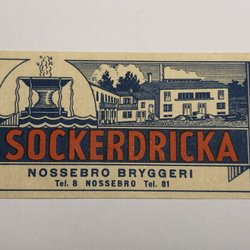 SOCKERDRICKA
NOSSEBRO BRYGGERI
Tel. 8 NOSSEBRO Tel. 81